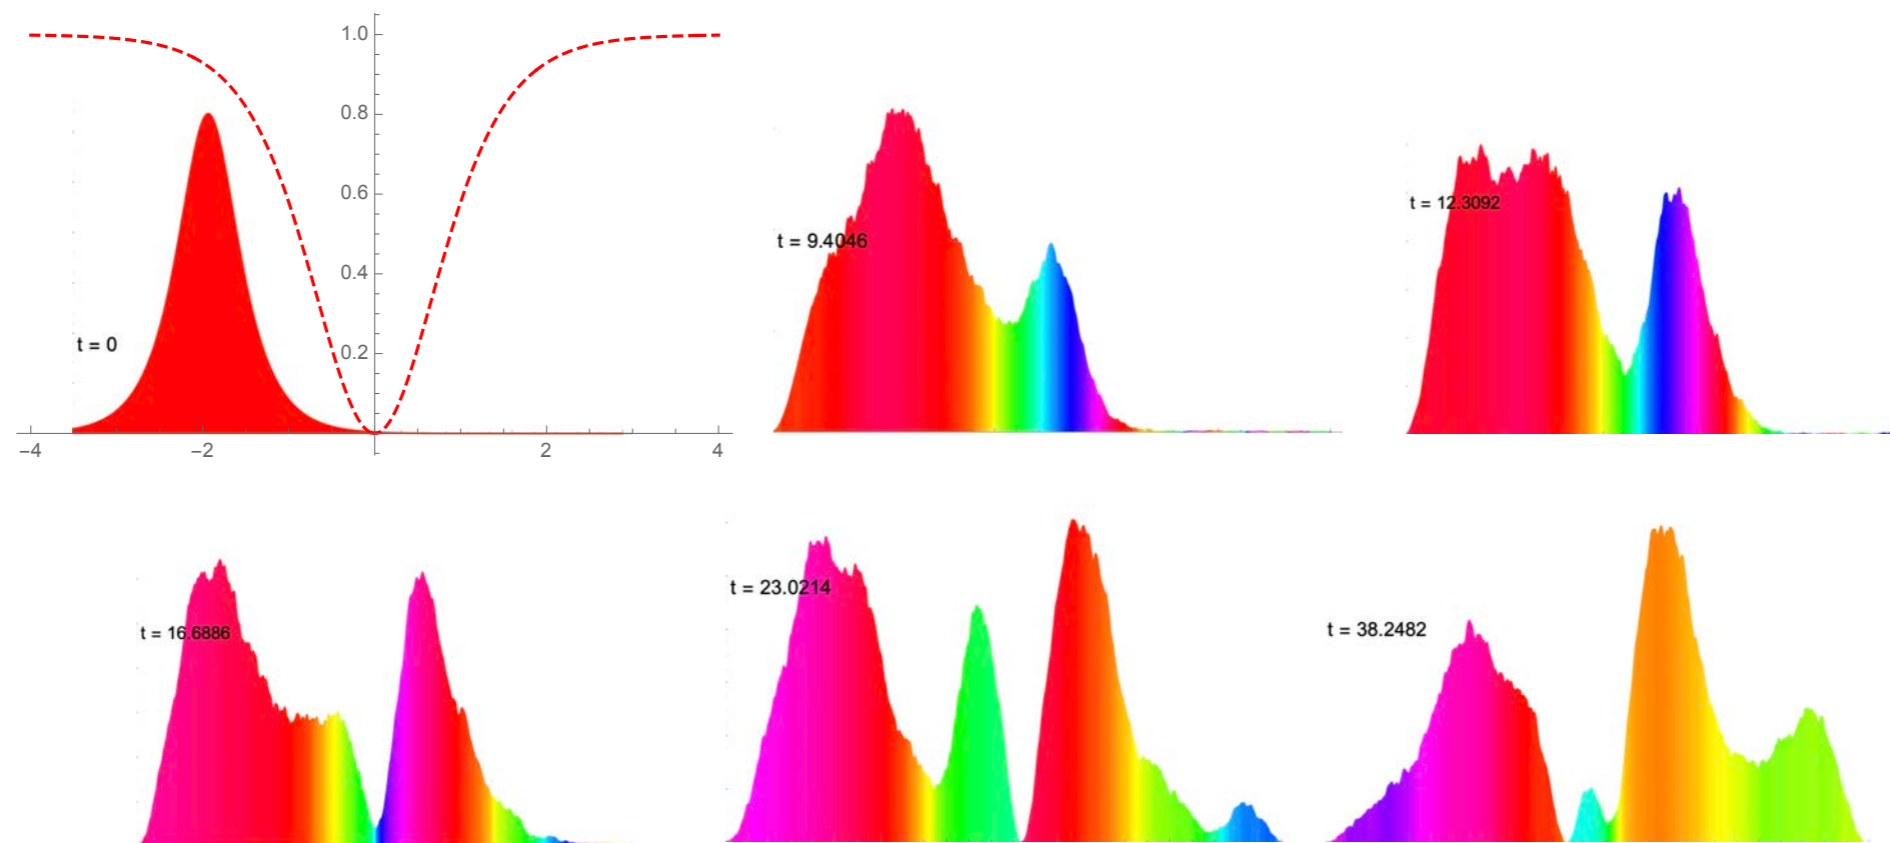 1.0
0.8
0.6
0.4
0.2
t = 0
−4
−2
2
4
t = 9.4046
t = 12.3092
t = 16.6886
t = 23.0214
t = 38.2482